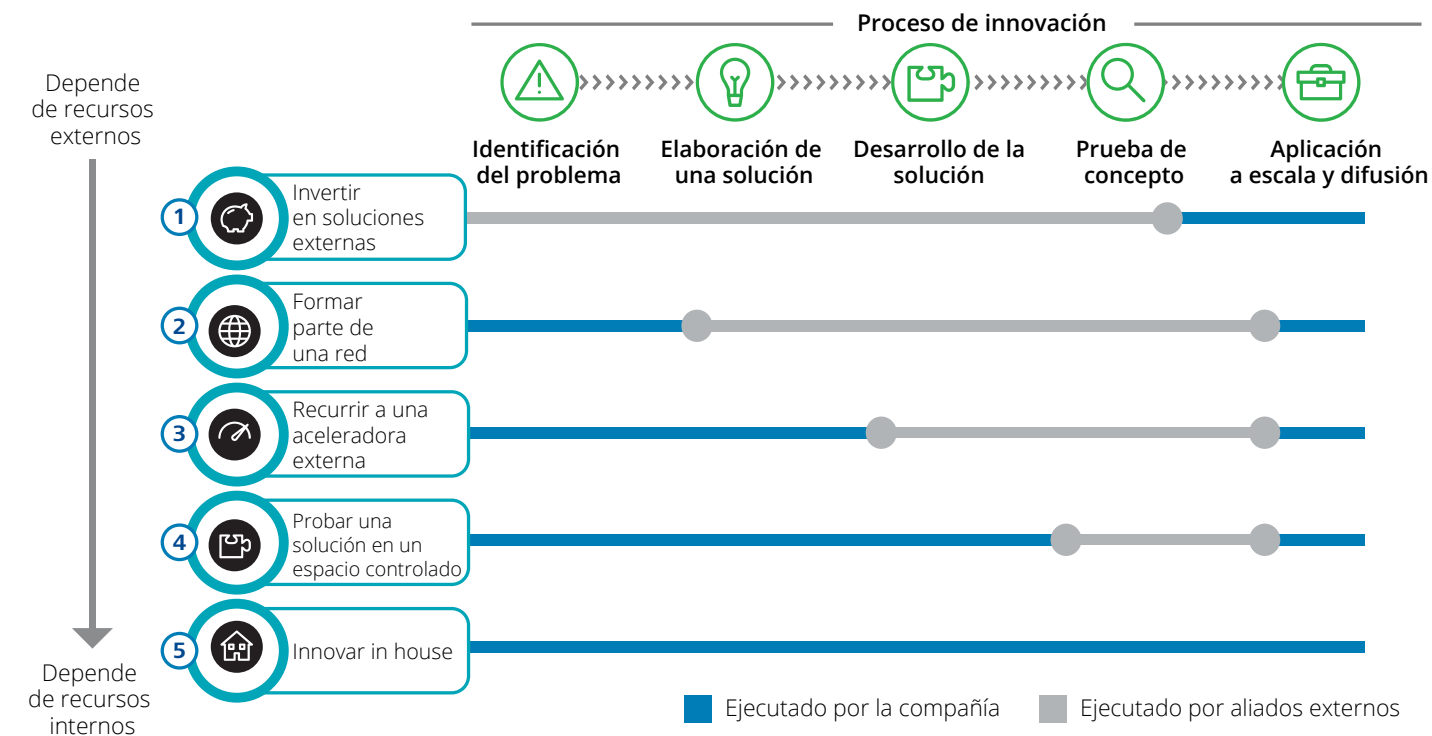 Proceso de innovación
Depende
de recursos
externos
Identificación
del problema
Elaboración de
una solución
Desarrollo de la
solución
Prueba de
concepto
Aplicación
a escala y difusión
1
Invertir
en soluciones
externas
2
Formar
parte de
una red
3
Recurrir a una
aceleradora
externa
4
Probar una
solución en un
espacio controlado
5
Innovar in house
Depende
de recursos
internos
Ejecutado por la compañía
Ejecutado por aliados externos